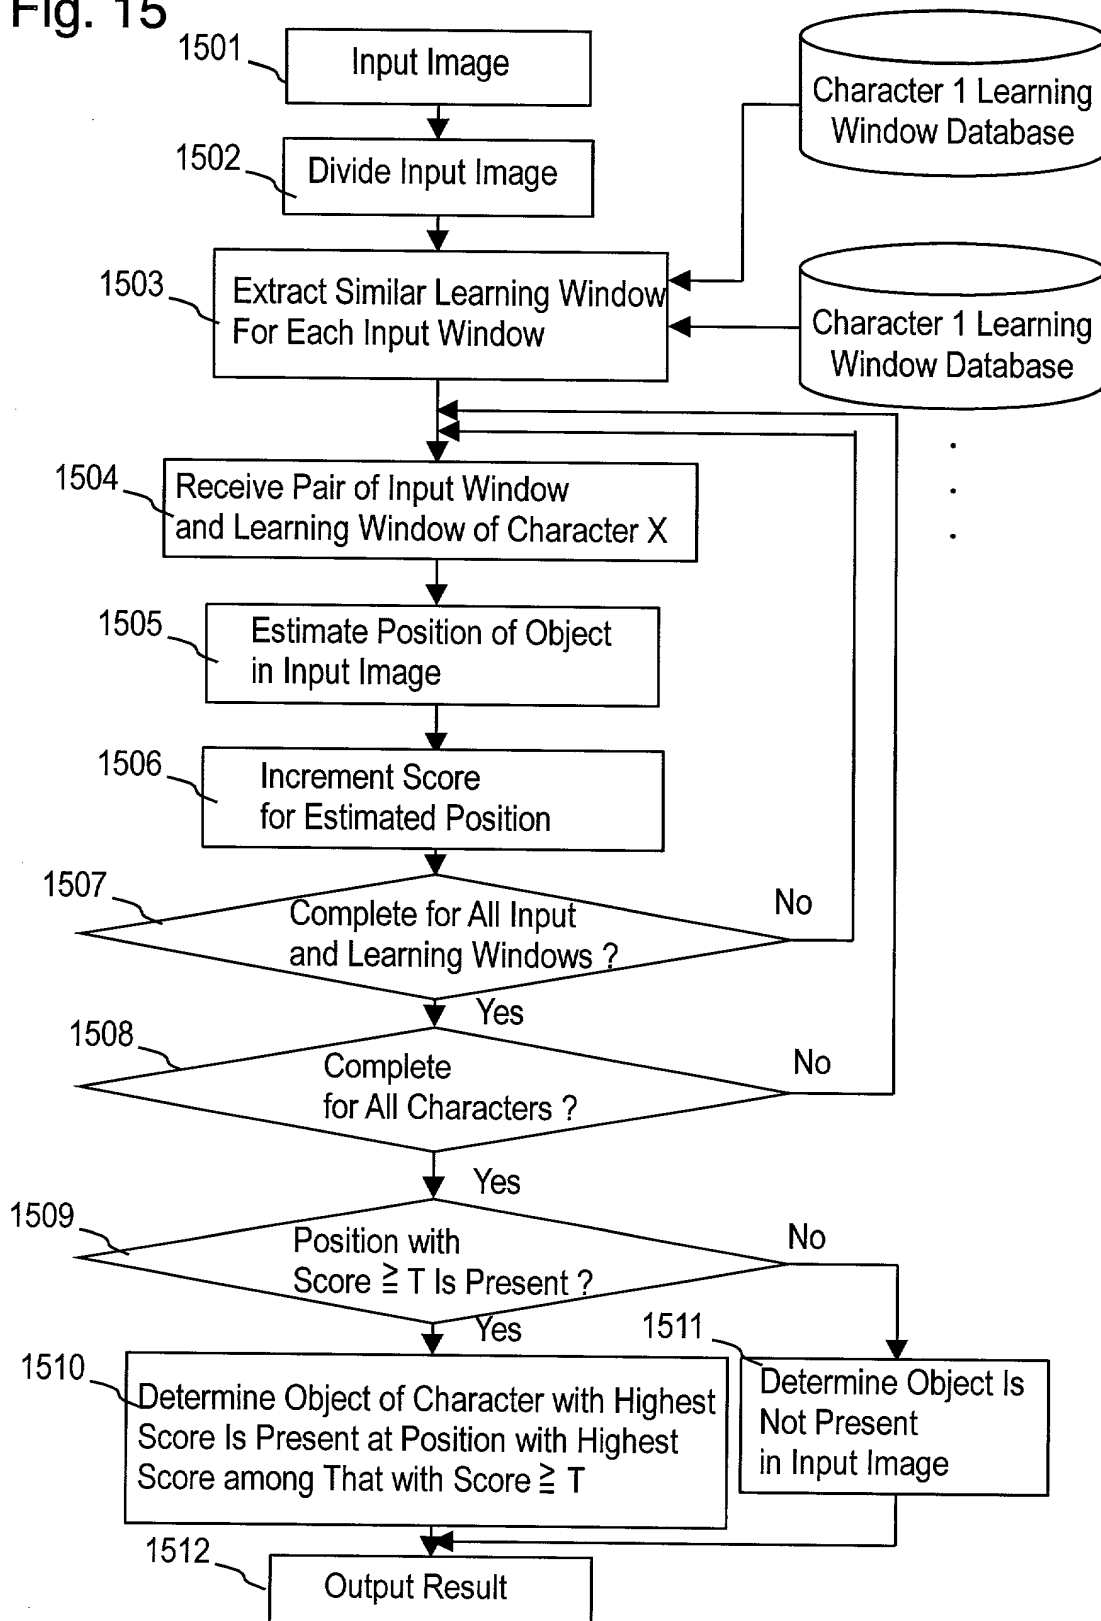 Fig. 15
1501
Input Image
Character 1 Learning
Window Database
1502
Divide Input Image
1503
Extract Similar Learning Window
For Each Input Window
Character 1 Learning
Window Database
1504
Receive Pair of Input Window
and Learning Window of Character X
1505
Estimate Position of Object
in Input Image
1506
Increment Score
for Estimated Position
1507
Complete for All Input
and Learning Windows ?
No
Yes
1508
Complete
for All Characters ?
No
Yes
1509
Position with
Score ≧ T Is Present ?
No
Yes
1510
Determine Object of Character with Highest
Score Is Present at Position with Highest
Score among That with Score ≧ T
1511
Determine Object Is
Not Present
in Input Image
1512
Output Result